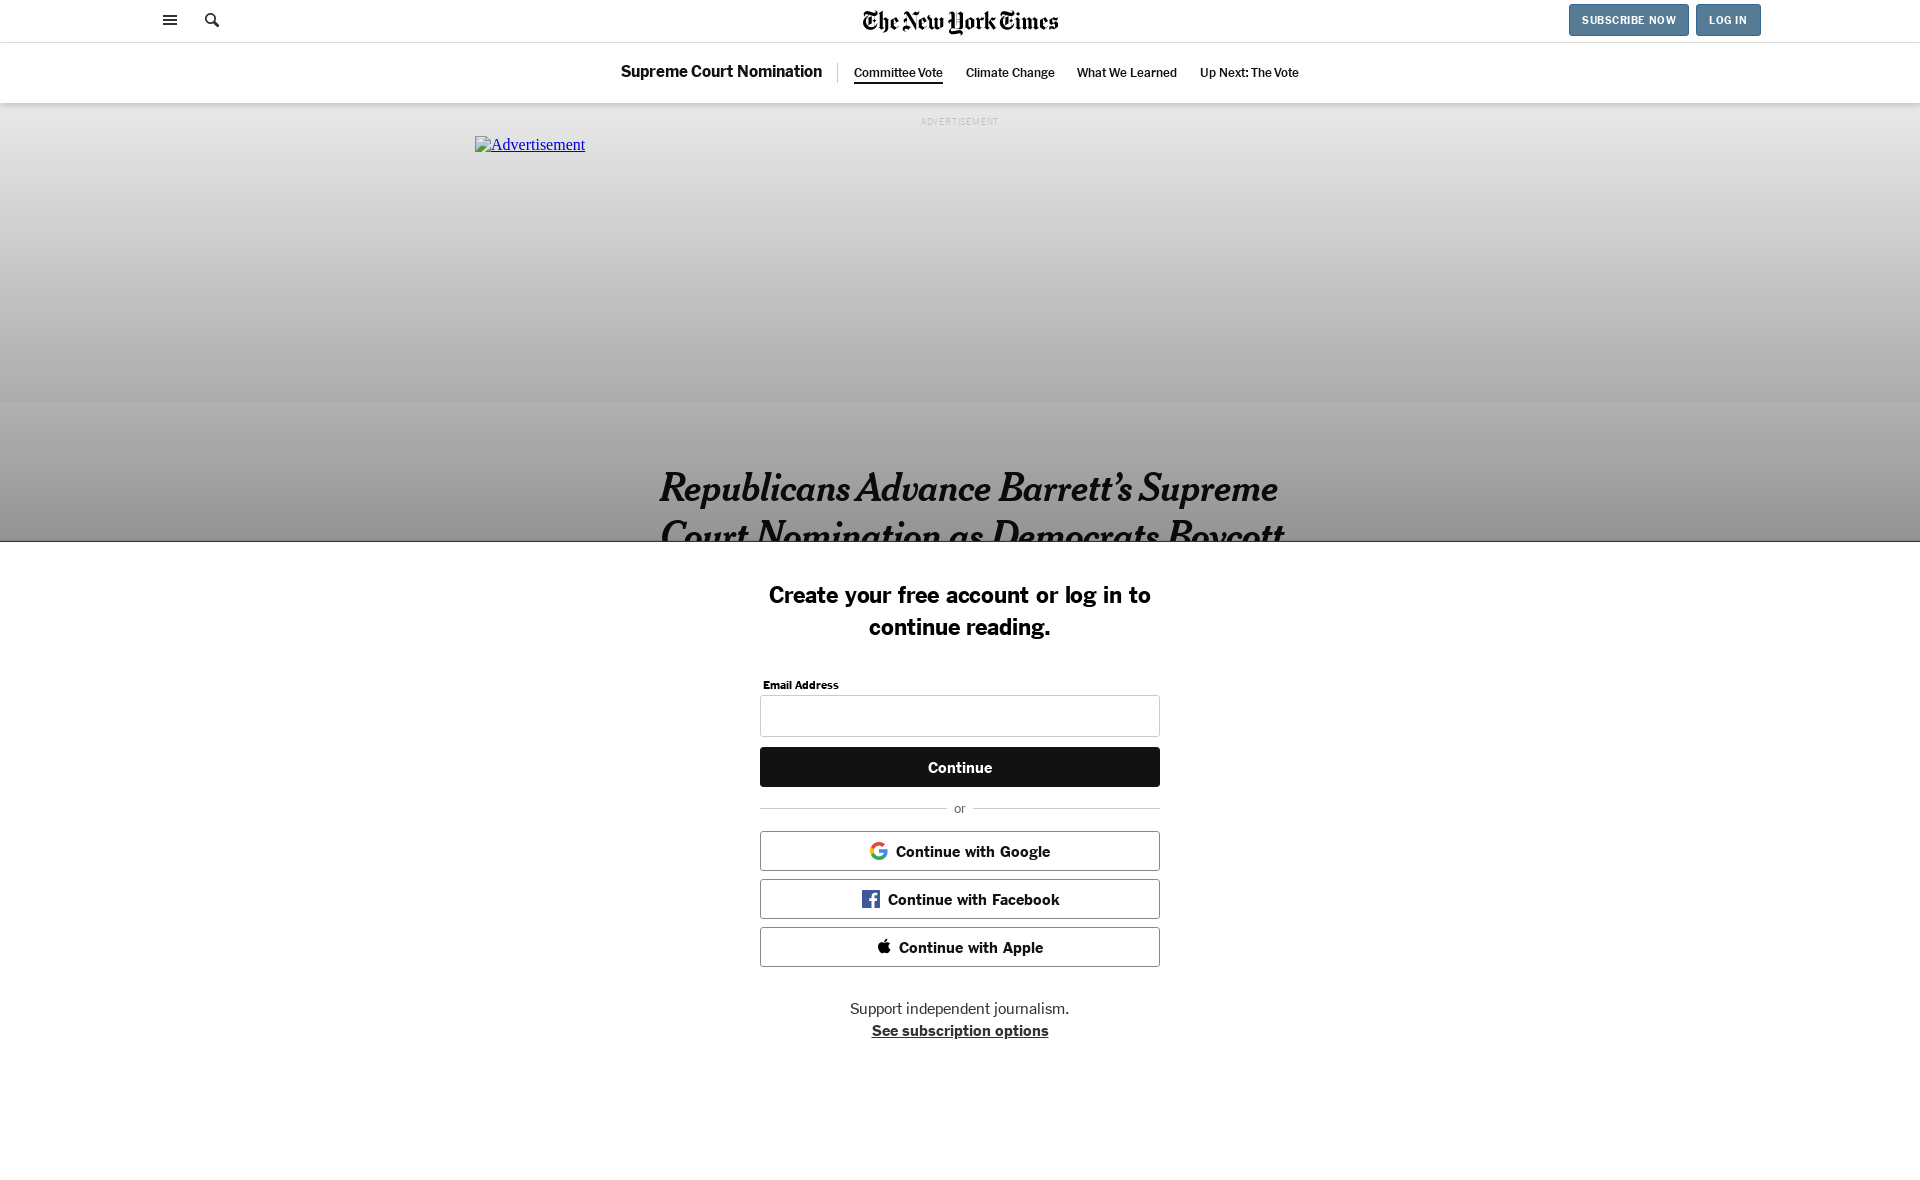 The New York Times
SUBSCRIBE NOW
LOG IN
Supreme Court Nomination
Committee Vote
Climate Change
What We Learned
Up Next: The Vote
ADVERTISEMENT
Advertisement
Republicans Advance Barrett’s Supreme
Court Nomination as Democrats Boycott
Create your free account or log in to
continue reading.
Email Address
Continue
or
Continue with Google
Continue with Facebook
Continue with Apple
Support independent journalism.
See subscription options